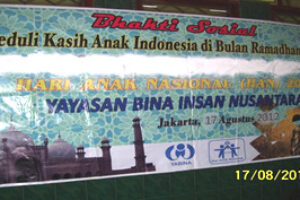 Bhakti Sosial
eduli Kasih Anak Indonesia di Bulan Ramadhan
HARI ANAK NASIONAL (HAN)
YAYASAN BINA INSAN NUSANTARA
Jakarta, 17 Agustus 2012
YABINA
17/08/201